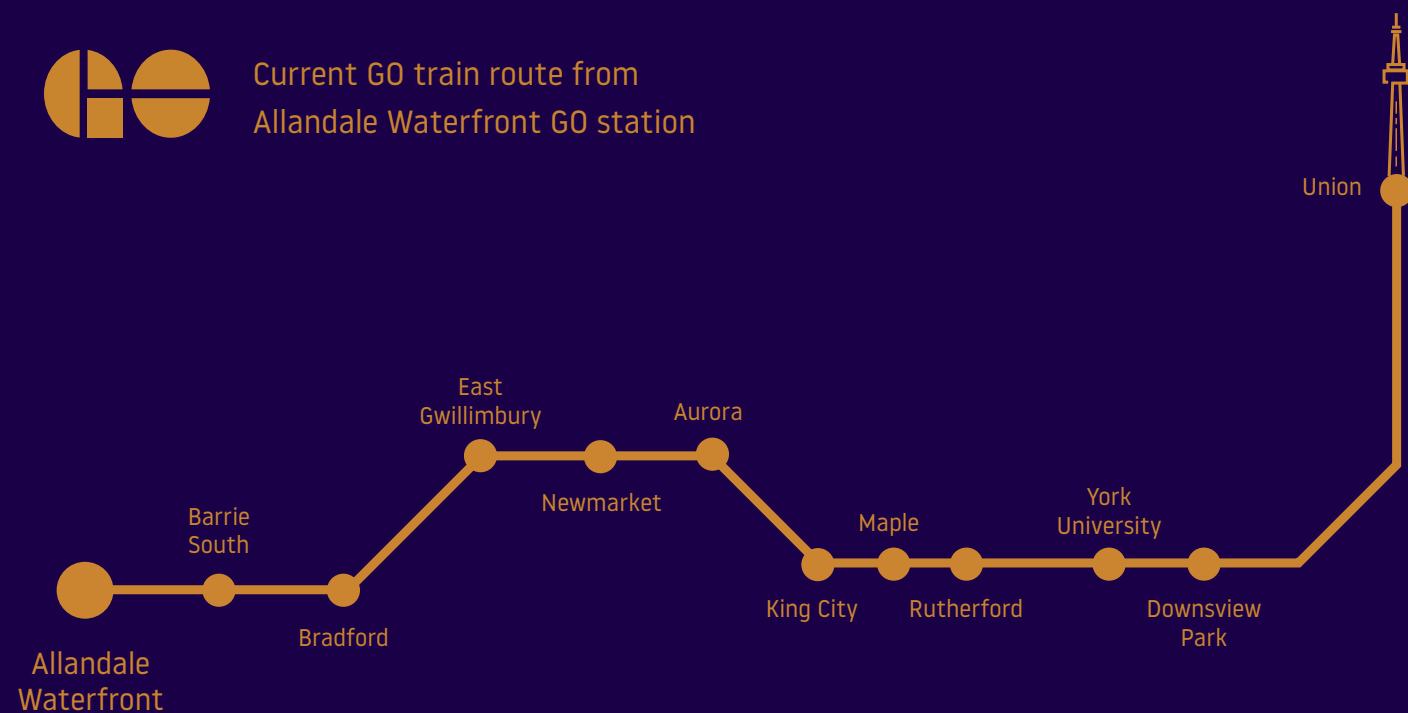 GO
Current GO train route from
Allandale Waterfront GO station
Union
East
Gwillimbury
Aurora
Newmarket
Barrie
South
York
University
Maple
King City
Rutherford
Downsview
Park
Bradford
Allandale
Waterfront